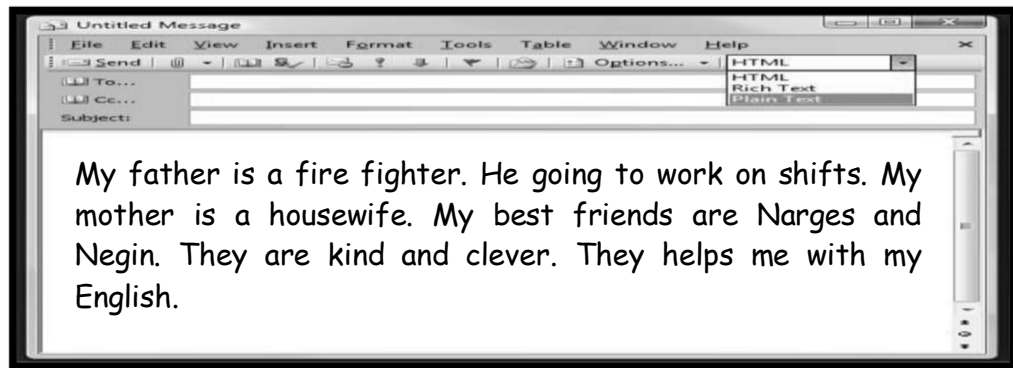 Untitled Message
File Edit View Insert Format Tools Table Window Help
Send Options... HTML
To... HTML
Cc... Rich Text
Plain Text
Subject:
My father is a fire fighter. He going to work on shifts. My
mother is a housewife. My best friends are Narges and
Negin. They are kind and clever. They helps me with my
English.